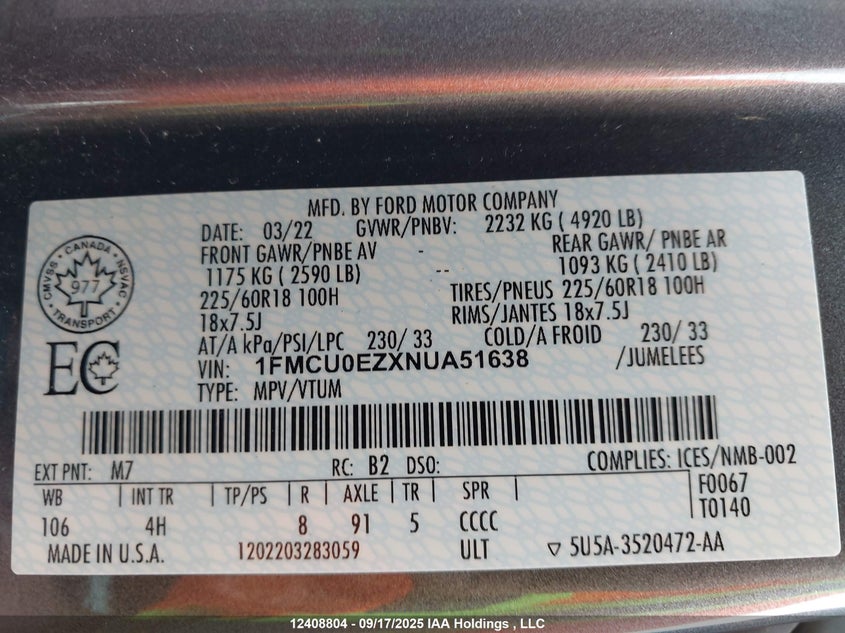 MFD. BY FORD MOTOR COMPANY
DATE: 03/22 GVWR/PNBV: 2232 KG ( 4920 LB)
FRONT GAWR/PNBE AV - REAR GAWR/ PNBE AR
1175 KG ( 2590 LB) -- 1093 KG ( 2410 LB)
225/60R18 100H TIRES/PNEUS 225/60R18 100H
18x7.5J RIMS/JANTES 18x7.5J
AT/A kPa/PSI/LPC 230/ 33 COLD/A FROID 230/ 33
VIN: 1FMCU0EZXNUA51638 /JUMELEES
TYPE: MPV/VTUM
CMVSS · CANADA · NSVAC · TRANSPORT ·
977
EC
EXT PNT: M7 RC: B2 DSO: COMPLIES: ICES/NMB-002
WB | INT TR | TP/PS | R | AXLE | TR | SPR | F0067
106 4H 8 91 5 CCCC T0140
MADE IN U.S.A. 1202203283059 ULT ▽ 5U5A-3520472-AA
12408804 - 09/17/2025 IAA Holdings , LLC